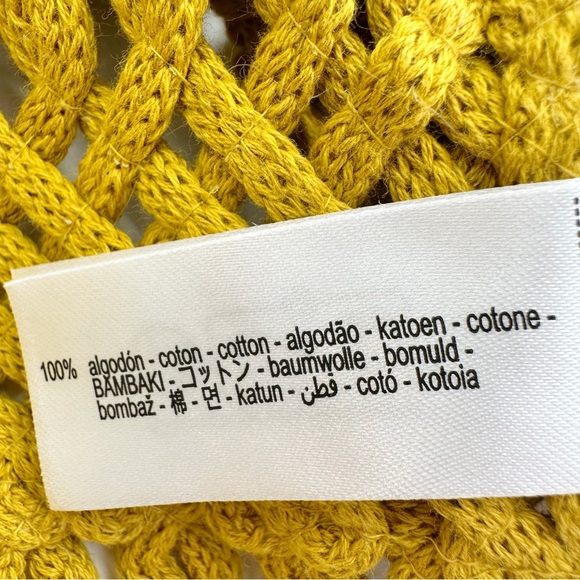 100% algodón - coton - cotton - algodão - katoen - cotone -
BAMBAKI - コットン - baumwolle - bomuld -
bombaž - 棉 - 면 - katun - قطن - cotó - kotoia